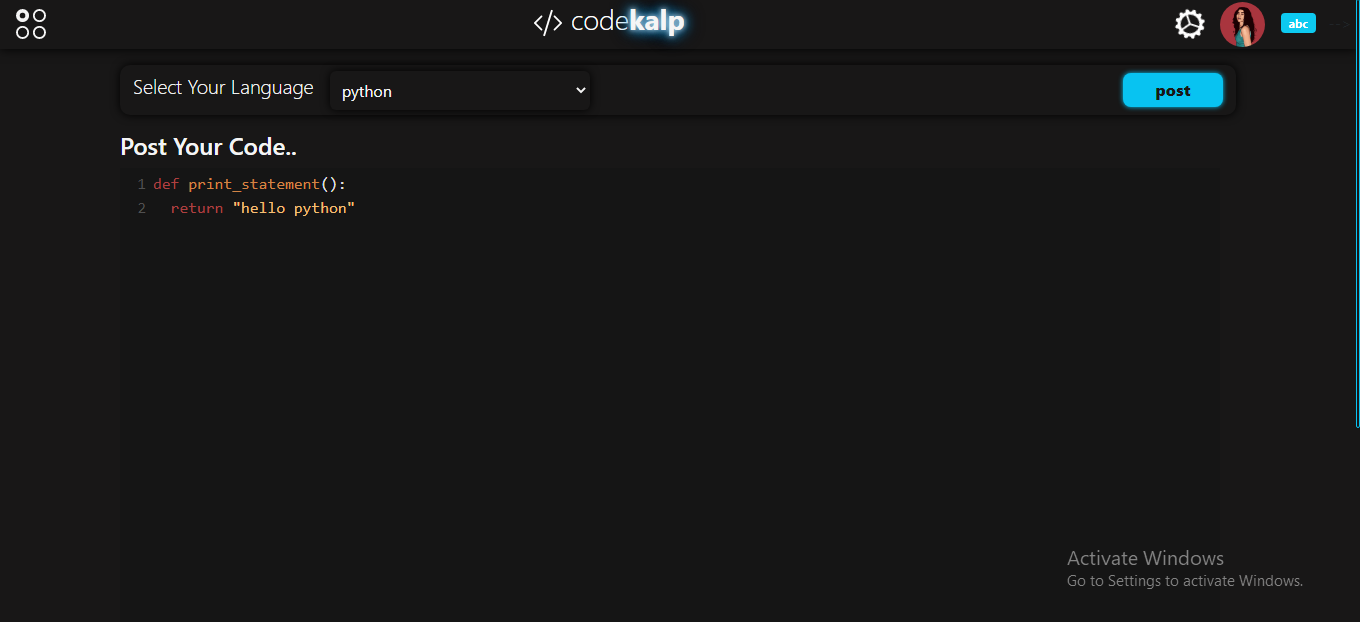 </> codekalp
abc
Select Your Language
python
post
Post Your Code..
1 def print_statement():
2   return "hello python"
Activate Windows
Go to Settings to activate Windows.